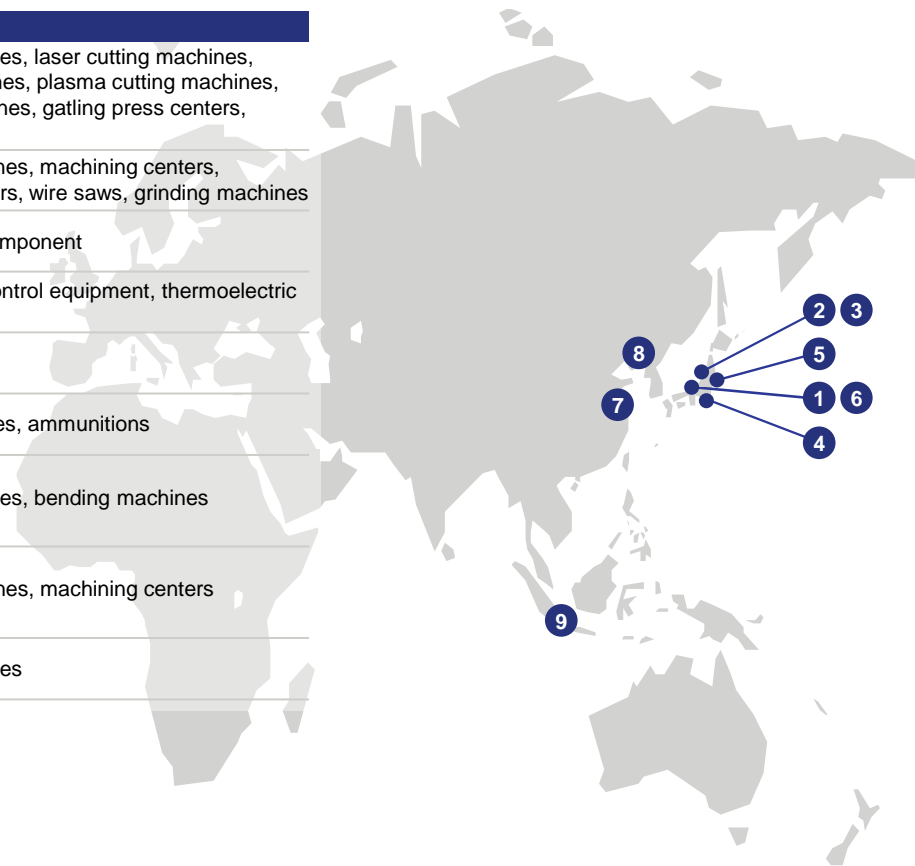 es, laser cutting machines,
nes, plasma cutting machines,
nes, gatling press centers,
nes, machining centers,
rs, wire saws, grinding machines
mponent
ontrol equipment, thermoelectric
es, ammunitions
es, bending machines
nes, machining centers
es
2 3
8
5
7
1 6
4
9